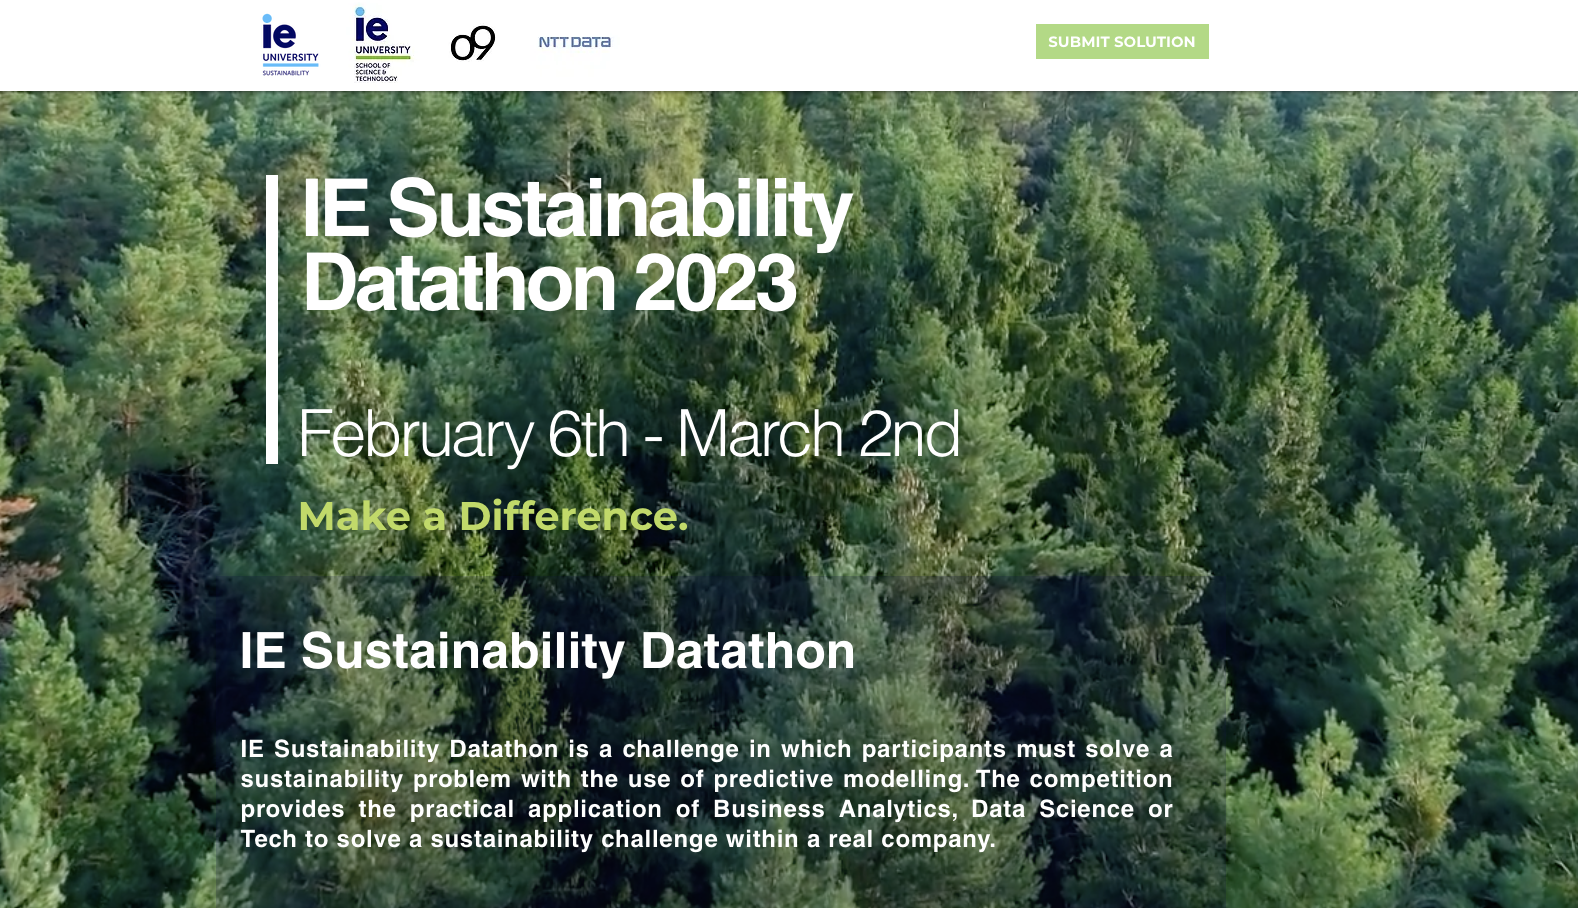 ie
UNIVERSITY
SUSTAINABILITY
ie
UNIVERSITY
SCHOOL OF
SCIENCE &
TECHNOLOGY
o9
NTT DATA
SUBMIT SOLUTION
IE Sustainability
Datathon 2023
February 6th - March 2nd
Make a Difference.
IE Sustainability Datathon
IE Sustainability Datathon is a challenge in which participants must solve a
sustainability problem with the use of predictive modelling. The competition
provides the practical application of Business Analytics, Data Science or
Tech to solve a sustainability challenge within a real company.